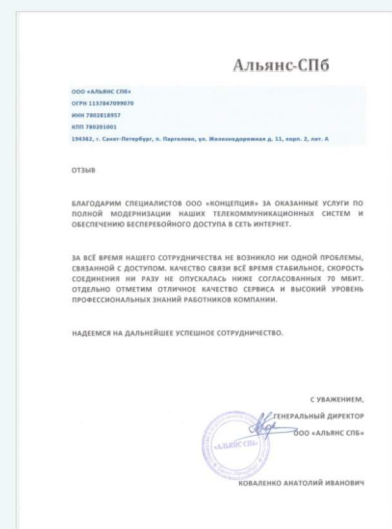 Альянс-СПб
ООО «АЛЬЯНС СПБ»
ОГРН 1137847099070
ИНН 7802818957
КПП 780201001
194362, г. Санкт-Петербург, п. Парголово, ул. Железнодорожная д. 11, корп. 2, лит. А
ОТЗЫВ
БЛАГОДАРИМ СПЕЦИАЛИСТОВ ООО «КОНЦЕПЦИЯ» ЗА ОКАЗАННЫЕ УСЛУГИ ПО
ПОЛНОЙ МОДЕРНИЗАЦИИ НАШИХ ТЕЛЕКОММУНИКАЦИОННЫХ СИСТЕМ И
ОБЕСПЕЧЕНИЮ БЕСПЕРЕБОЙНОГО ДОСТУПА В СЕТЬ ИНТЕРНЕТ.
ЗА ВСЁ ВРЕМЯ НАШЕГО СОТРУДНИЧЕСТВА НЕ ВОЗНИКЛО НИ ОДНОЙ ПРОБЛЕМЫ,
СВЯЗАННОЙ С ДОСТУПОМ. КАЧЕСТВО СВЯЗИ ВСЁ ВРЕМЯ СТАБИЛЬНОЕ, СКОРОСТЬ
СОЕДИНЕНИЯ НИ РАЗУ НЕ ОПУСКАЛАСЬ НИЖЕ СОГЛАСОВАННЫХ 70 МБИТ.
ОТДЕЛЬНО ОТМЕТИМ ОТЛИЧНОЕ КАЧЕСТВО СЕРВИСА И ВЫСОКИЙ УРОВЕНЬ
ПРОФЕССИОНАЛЬНЫХ ЗНАНИЙ РАБОТНИКОВ КОМПАНИИ.
НАДЕЕМСЯ НА ДАЛЬНЕЙШЕЕ УСПЕШНОЕ СОТРУДНИЧЕСТВО.
С УВАЖЕНИЕМ,
ГЕНЕРАЛЬНЫЙ ДИРЕКТОР
ООО «АЛЬЯНС СПБ»
«АЛЬЯНС СПБ»
КОВАЛЕНКО АНАТОЛИЙ ИВАНОВИЧ